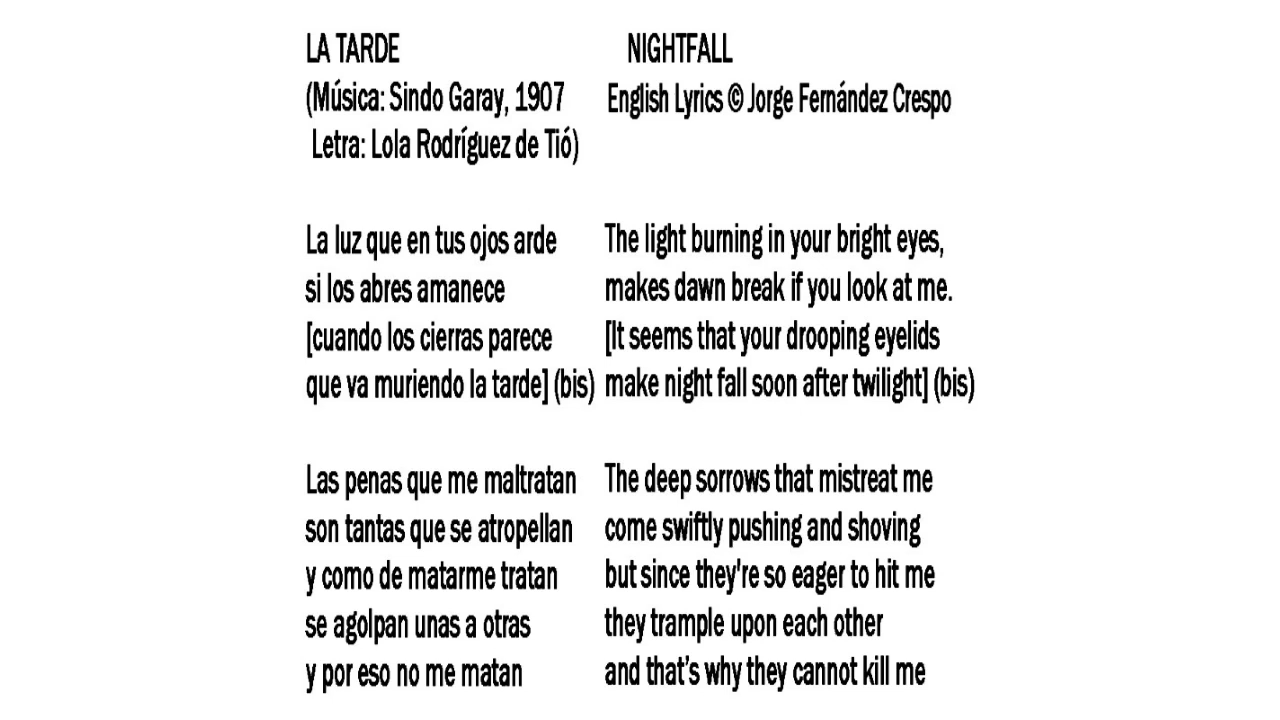 LA TARDE
(Música: Sindo Garay, 1907
Letra: Lola Rodríguez de Tió)
La luz que en tus ojos arde
si los abres amanece
[cuando los cierras parece
que va muriendo la tarde] (bis)
Las penas que me maltratan
son tantas que se atropellan
y como de matarme tratan
se agolpan unas a otras
y por eso no me matan
NIGHTFALL
English Lyrics © Jorge Fernández Crespo
The light burning in your bright eyes,
makes dawn break if you look at me.
[It seems that your drooping eyelids
make night fall soon after twilight] (bis)
The deep sorrows that mistreat me
come swiftly pushing and shoving
but since they're so eager to hit me
they trample upon each other
and that’s why they cannot kill me